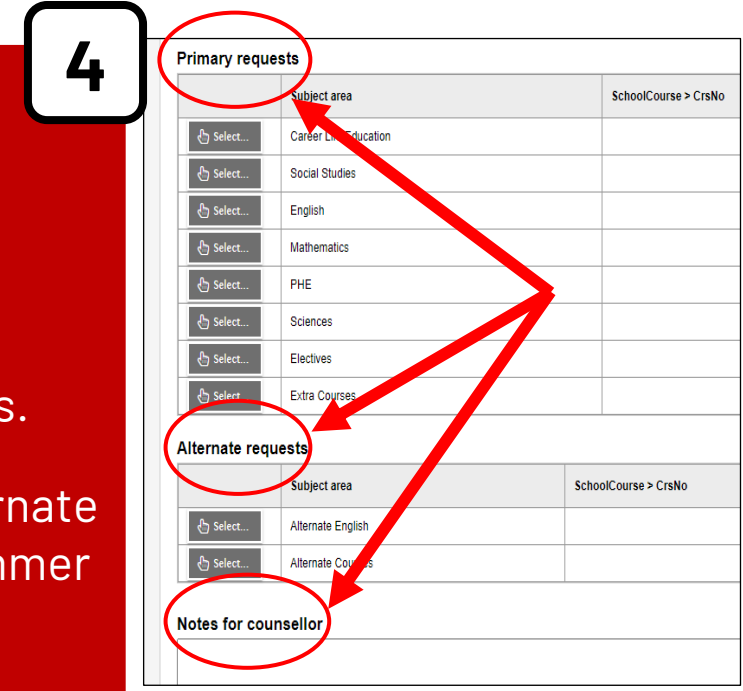 4
s.
rnate
mmer
Primary requests
Subject area SchoolCourse > CrsNo
Select... Career Life Education
Select... Social Studies
Select... English
Select... Mathematics
Select... PHE
Select... Sciences
Select... Electives
Select... Extra Courses
Alternate requests
Subject area SchoolCourse > CrsNo
Select... Alternate English
Select... Alternate Courses
Notes for counsellor